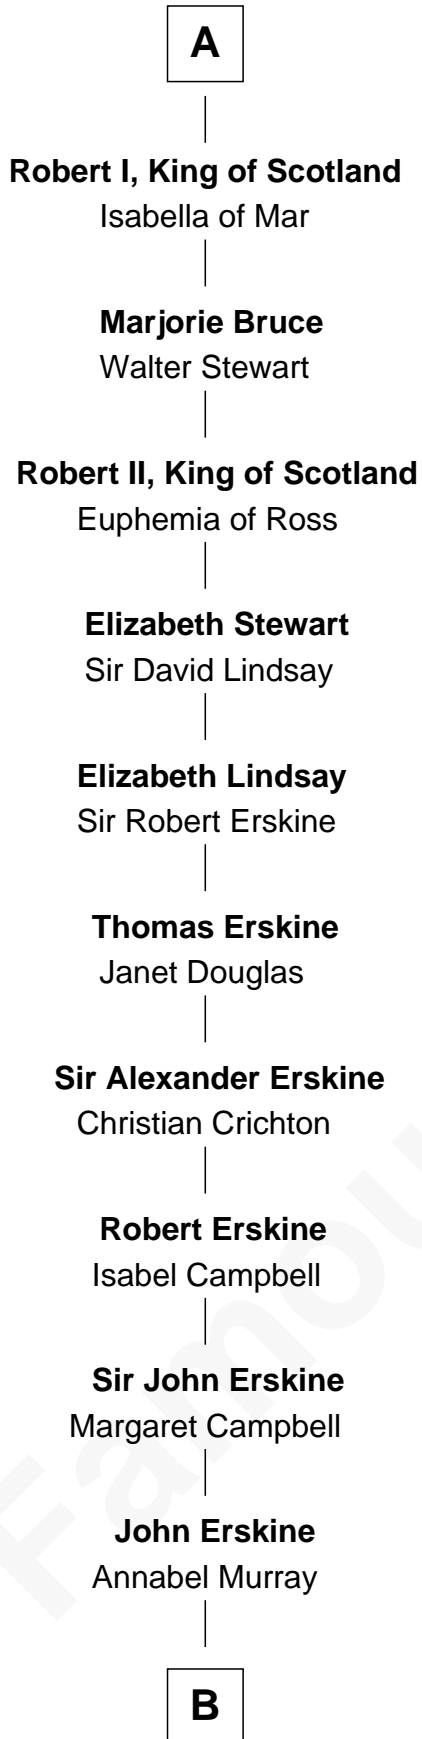 A
Robert I, King of Scotland
Isabella of Mar
Marjorie Bruce
Walter Stewart
Robert II, King of Scotland
Euphemia of Ross
Elizabeth Stewart
Sir David Lindsay
Elizabeth Lindsay
Sir Robert Erskine
Thomas Erskine
Janet Douglas
Sir Alexander Erskine
Christian Crichton
Robert Erskine
Isabel Campbell
Sir John Erskine
Margaret Campbell
John Erskine
Annabel Murray
B
Famou